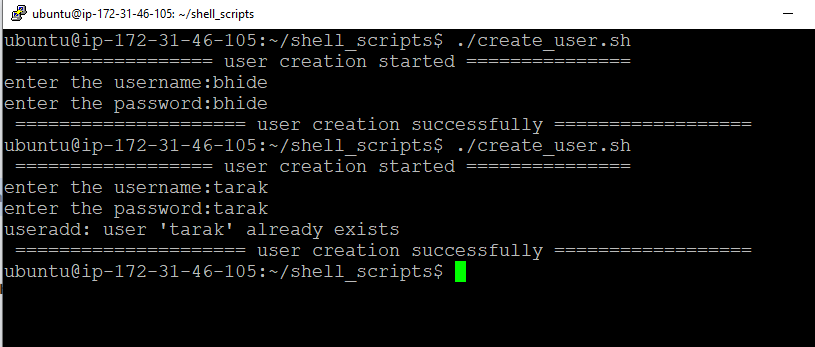 ubuntu@ip-172-31-46-105: ~/shell_scripts
ubuntu@ip-172-31-46-105:~/shell_scripts$ ./create_user.sh
================== user creation started ===============
enter the username:bhide
enter the password:bhide
===================== user creation successfully ==================
ubuntu@ip-172-31-46-105:~/shell_scripts$ ./create_user.sh
================== user creation started ===============
enter the username:tarak
enter the password:tarak
useradd: user 'tarak' already exists
===================== user creation successfully ==================
ubuntu@ip-172-31-46-105:~/shell_scripts$